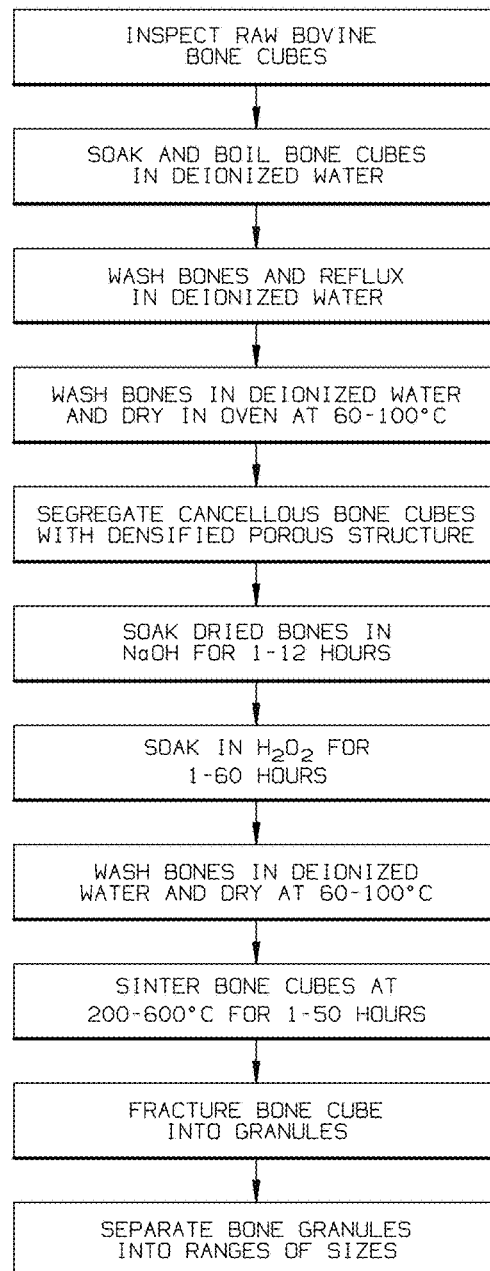 INSPECT RAW BOVINE
BONE CUBES
SOAK AND BOIL BONE CUBES
IN DEIONIZED WATER
WASH BONES AND REFLUX
IN DEIONIZED WATER
WASH BONES IN DEIONIZED WATER
AND DRY IN OVEN AT 60-100°C
SEGREGATE CANCELLOUS BONE CUBES
WITH DENSIFIED POROUS STRUCTURE
SOAK DRIED BONES IN
NaOH FOR 1-12 HOURS
SOAK IN H₂O₂ FOR
1-60 HOURS
WASH BONES IN DEIONIZED
WATER AND DRY AT 60-100°C
SINTER BONE CUBES AT
200-600°C FOR 1-50 HOURS
FRACTURE BONE CUBE
INTO GRANULES
SEPARATE BONE GRANULES
INTO RANGES OF SIZES